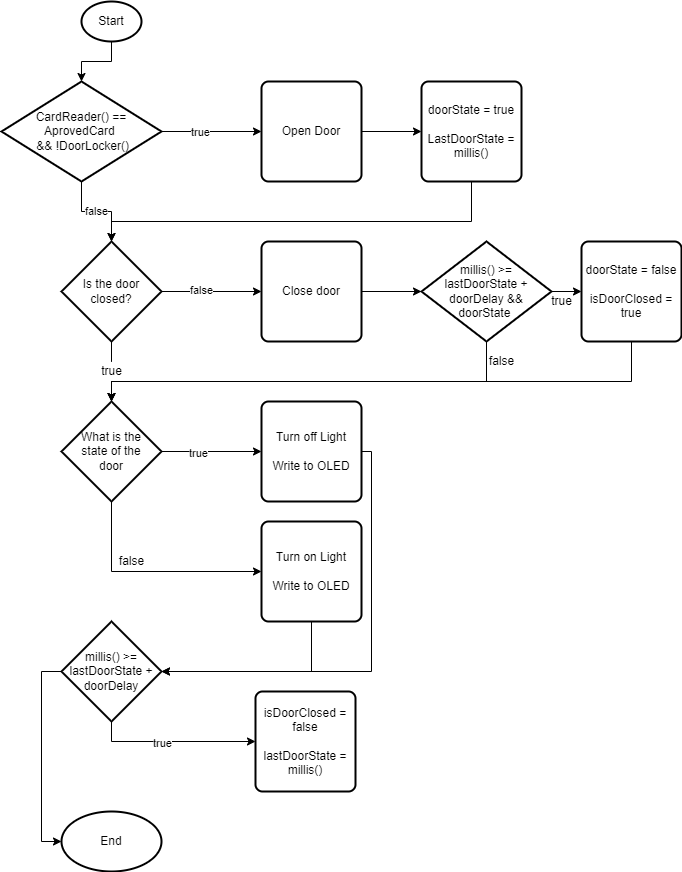 Start
CardReader() ==
AprovedCard
&& !DoorLocker()
true
Open Door
doorState = true
LastDoorState =
millis()
false
Is the door
closed?
false
Close door
millis() >=
lastDoorState +
doorDelay &&
doorState
true
doorState = false
isDoorClosed =
true
true
false
What is the
state of the
door
true
Turn off Light
Write to OLED
false
Turn on Light
Write to OLED
millis() >=
lastDoorState +
doorDelay
true
isDoorClosed =
false
lastDoorState =
millis()
End